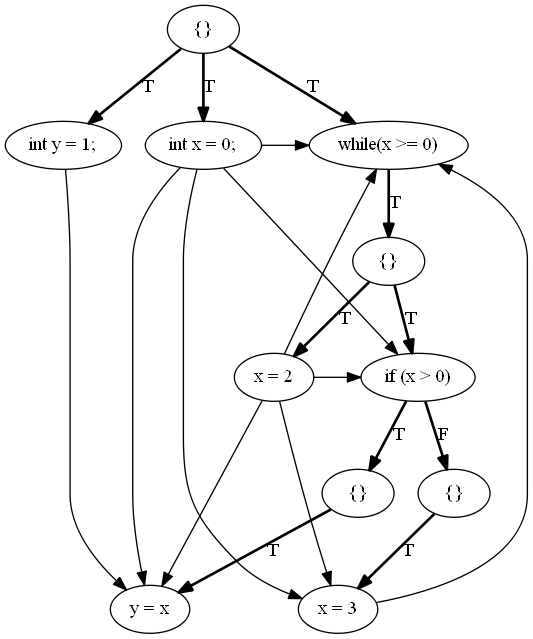 {}
T
T
T
int y = 1;
int x = 0;
while(x >= 0)
T
{}
T
T
x = 2
if (x > 0)
T
F
{}
{}
T
T
y = x
x = 3